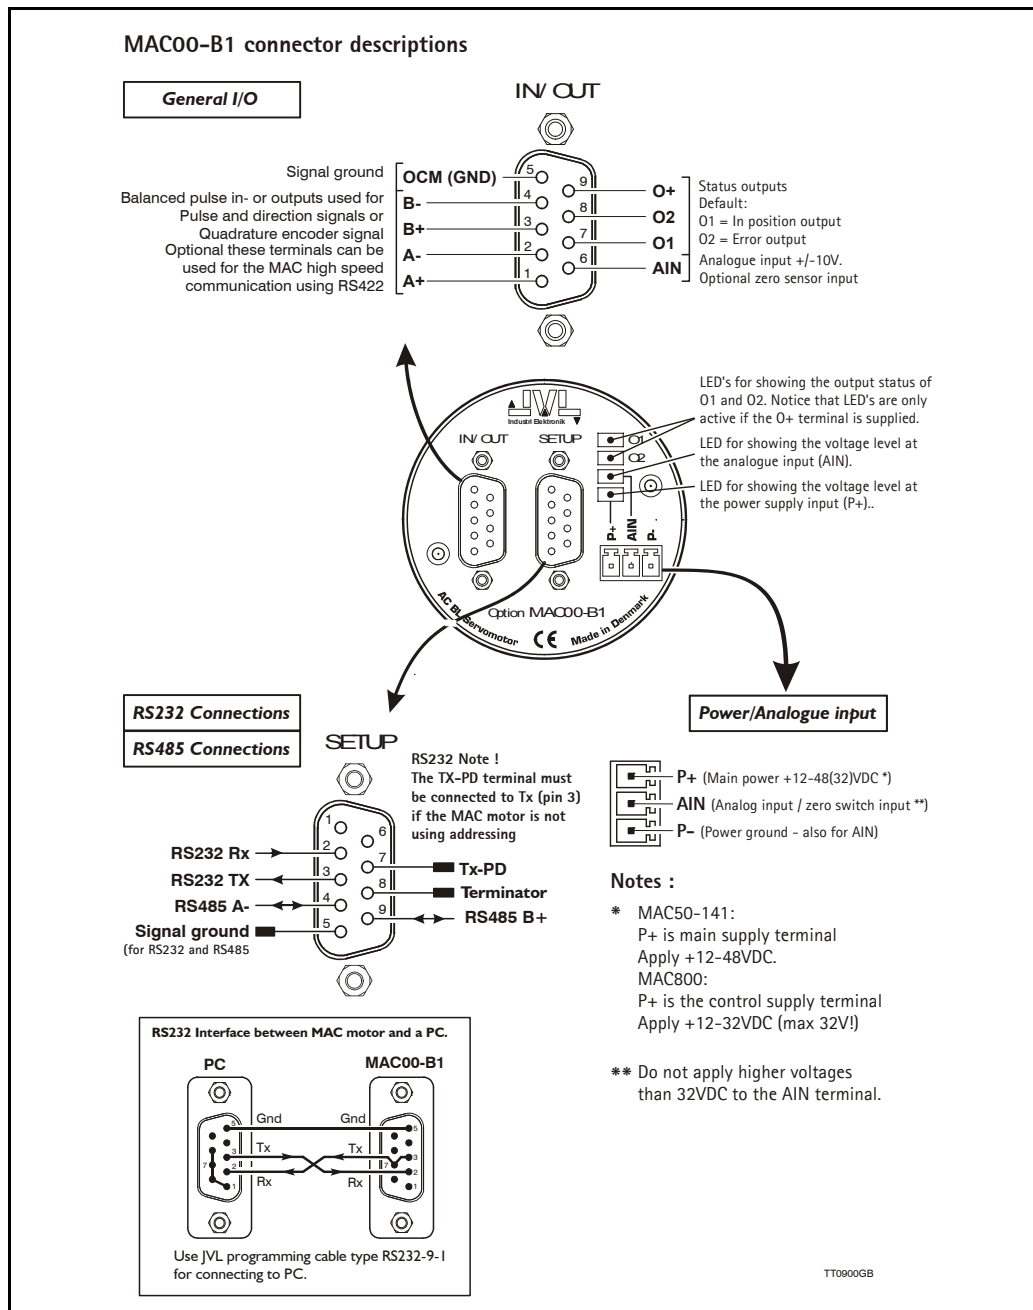 MAC00-B1 connector descriptions
General I/O
IN/ OUT
Signal ground
Balanced pulse in- or outputs used for
Pulse and direction signals or
Quadrature encoder signal
Optional these terminals can be
used for the MAC high speed
communication using RS422
OCM (GND)
B-
B+
A-
A+
5
4
3
2
1
9
8
7
6
O+
O2
O1
AIN
Status outputs
Default:
O1 = In position output
O2 = Error output
Analogue input +/-10V.
Optional zero sensor input
LED's for showing the output status of
O1 and O2. Notice that LED's are only
active if the O+ terminal is supplied.
LED for showing the voltage level at
the analogue input (AIN).
LED for showing the voltage level at
the power supply input (P+)..
JVL
Industri Elektronik
IN/ OUT
SETUP
O1
O2
P+
AIN
P-
Option MAC00-B1
AC BL Servomotor
CE
Made in Denmark
RS232 Connections
RS485 Connections
SETUP
RS232 Note !
The TX-PD terminal must
be connected to Tx (pin 3)
if the MAC motor is not
using addressing
1
2
3
4
5
6
7
8
9
RS232 Rx
RS232 TX
RS485 A-
Signal ground
(for RS232 and RS485
Tx-PD
Terminator
RS485 B+
Power/Analogue input
P+ (Main power +12-48(32)VDC *)
AIN (Analog input / zero switch input **)
P- (Power ground - also for AIN)
Notes :
* MAC50-141:
P+ is main supply terminal
Apply +12-48VDC.
MAC800:
P+ is the control supply terminal
Apply +12-32VDC (max 32V!)
** Do not apply higher voltages
than 32VDC to the AIN terminal.
RS232 Interface between MAC motor and a PC.
PC
MAC00-B1
Gnd
Gnd
Tx
Tx
Rx
Rx
5
3
7
2
1
5
3
7
2
1
Use JVL programming cable type RS232-9-1
for connecting to PC.
TT0900GB